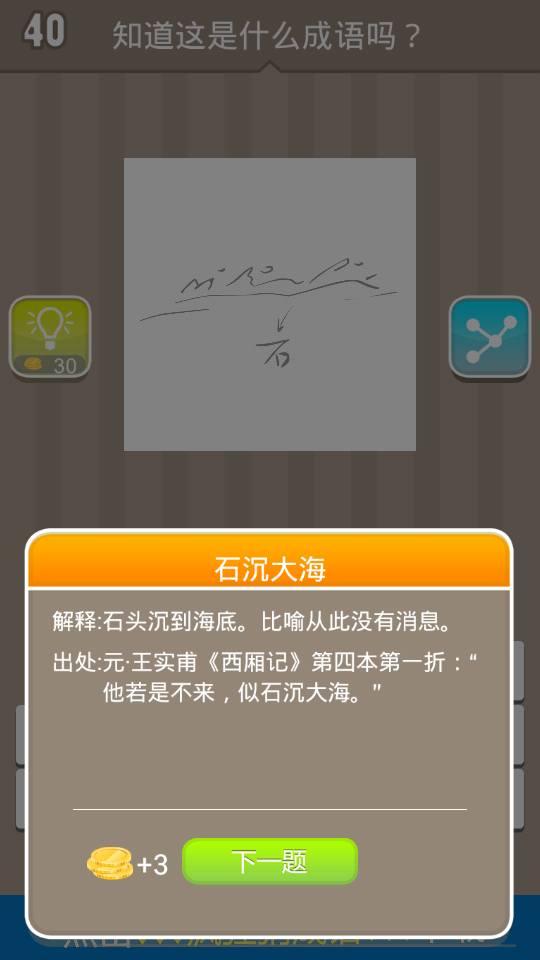 40
知道这是什么成语吗？
石
30
石沉大海
解释:石头沉到海底。比喻从此没有消息。
出处:元·王实甫《西厢记》第四本第一折：“
他若是不来，似石沉大海。”
+3
下一题